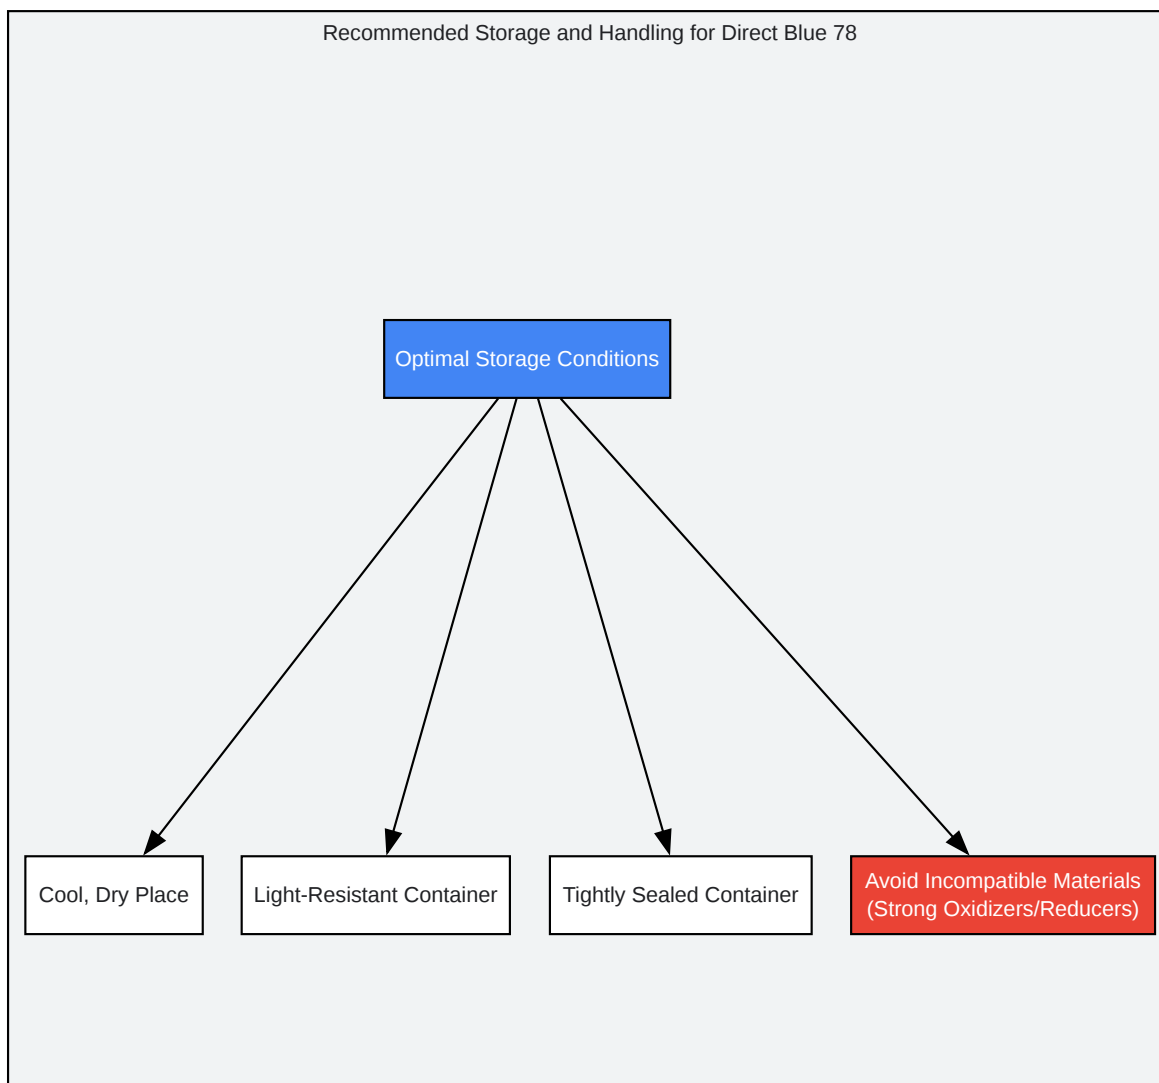 Recommended Storage and Handling for Direct Blue 78
Optimal Storage Conditions
Cool, Dry Place
Light-Resistant Container
Tightly Sealed Container
Avoid Incompatible Materials
(Strong Oxidizers/Reducers)